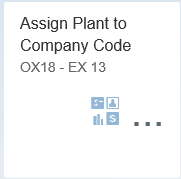 Assign Plant to
Company Code
OX18 - EX 13
...